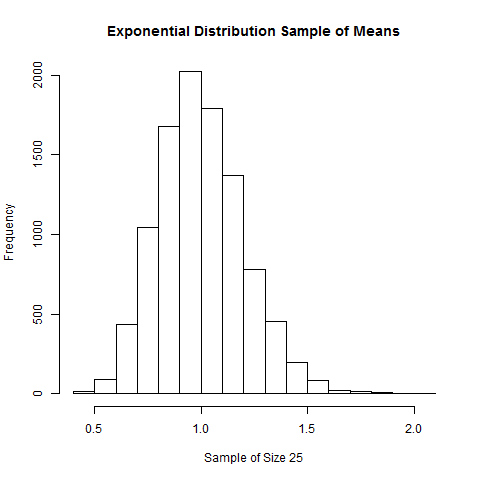 Exponential Distribution Sample of Means
Frequency
2000
1500
1000
500
0
0.5 1.0 1.5 2.0
Sample of Size 25